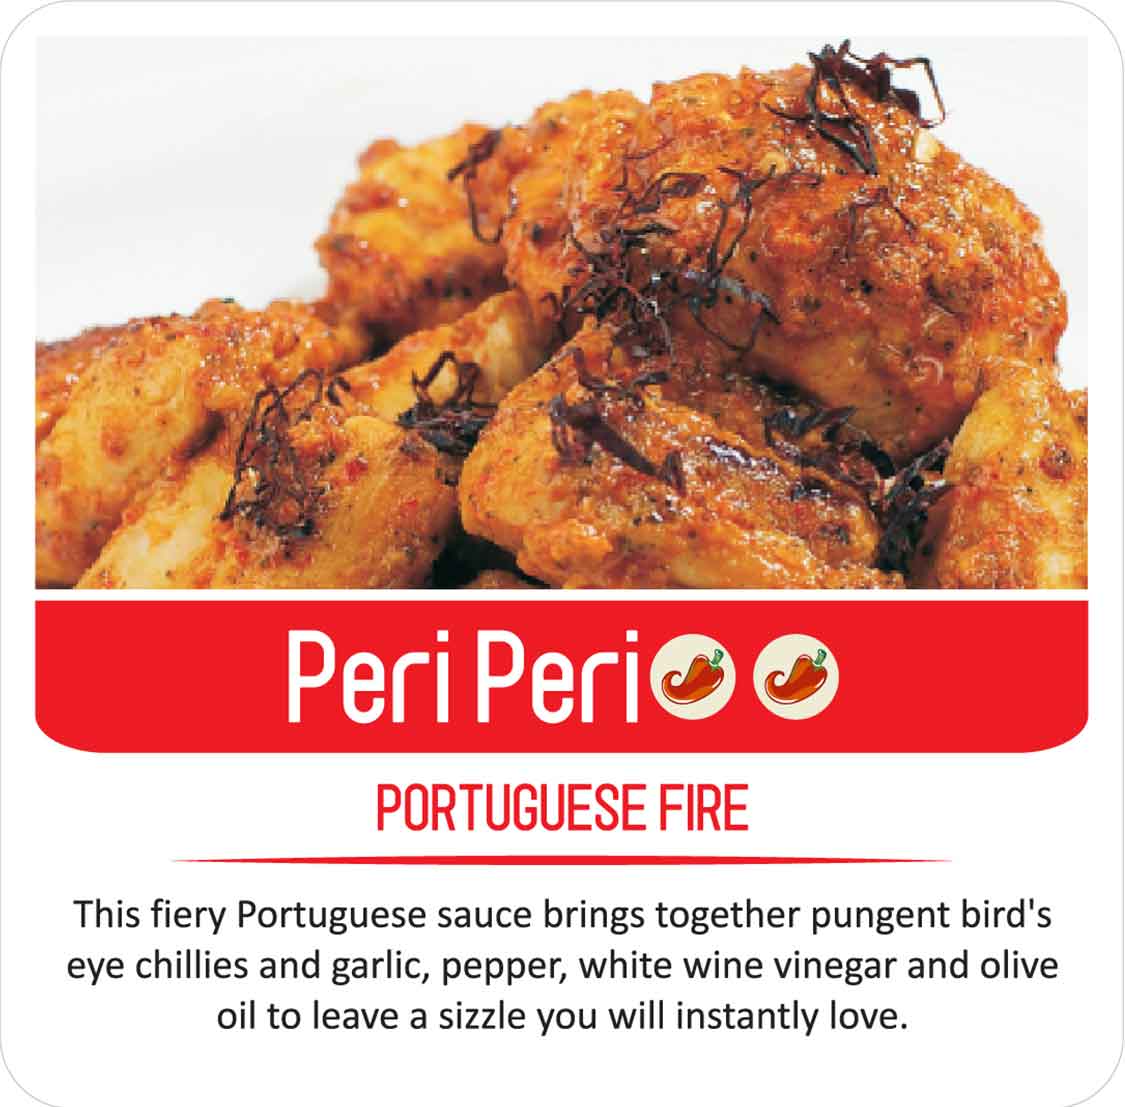 Peri Peri
PORTUGUESE FIRE
This fiery Portuguese sauce brings together pungent bird's
eye chillies and garlic, pepper, white wine vinegar and olive
oil to leave a sizzle you will instantly love.